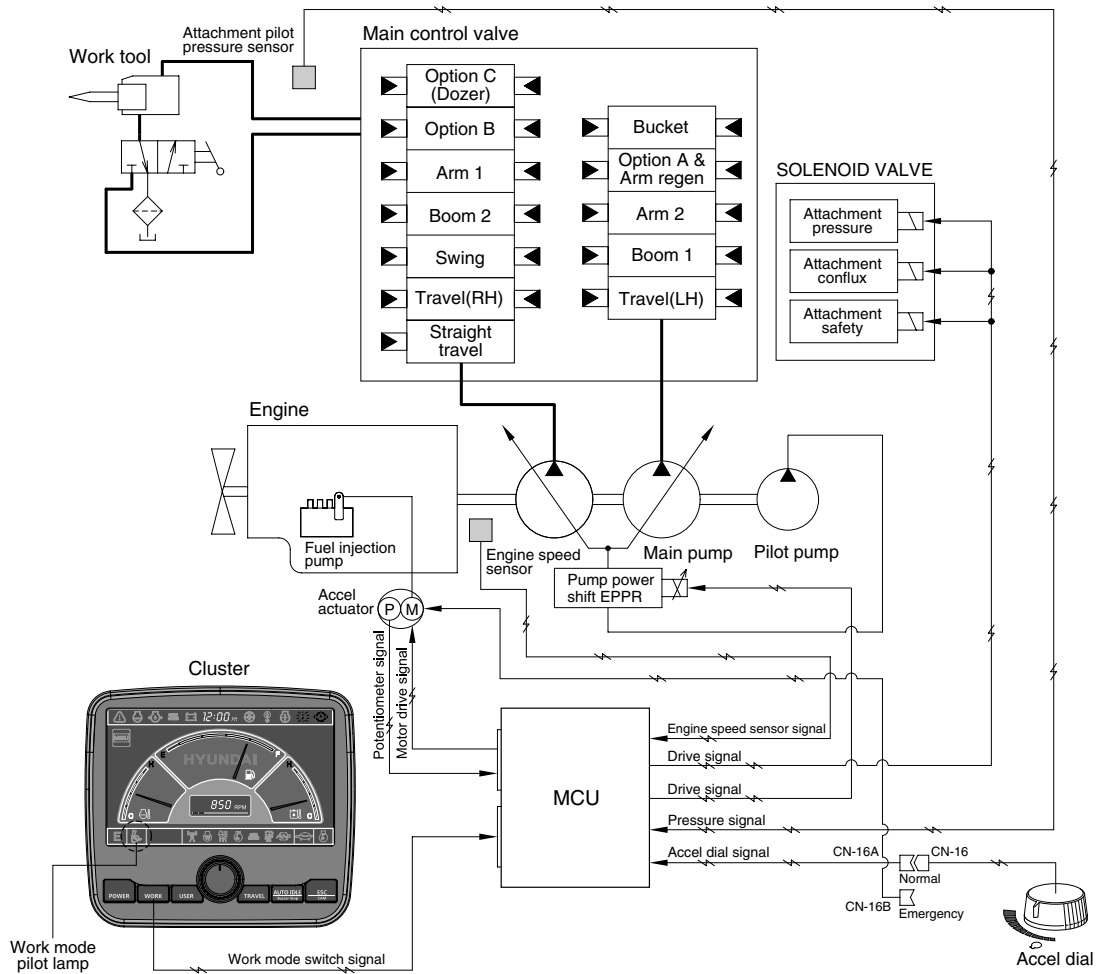 Attachment pilot
pressure sensor
Work tool
Main control valve
Option C
(Dozer)
Option B
Arm 1
Boom 2
Swing
Travel(RH)
Straight
travel
Bucket
Option A &
Arm regen
Arm 2
Boom 1
Travel(LH)
SOLENOID VALVE
Attachment
pressure
Attachment
conflux
Attachment
safety
Engine
Fuel injection
pump
Engine speed
sensor
Main pump
Pilot pump
Pump power
shift EPPR
Accel
actuator
P
M
Potentiometer signal
Motor drive signal
Cluster
12:00
HYUNDAI
H
E
F
H
C
C
850 RPM
E
POWER
WORK
USER
TRAVEL
AUTO IDLE
Buzzer Stop
ESC
CAM
MCU
Engine speed sensor signal
Drive signal
Drive signal
Pressure signal
Accel dial signal
CN-16A
CN-16
Normal
CN-16B
Emergency
Accel dial
Work mode
pilot lamp
Work mode switch signal